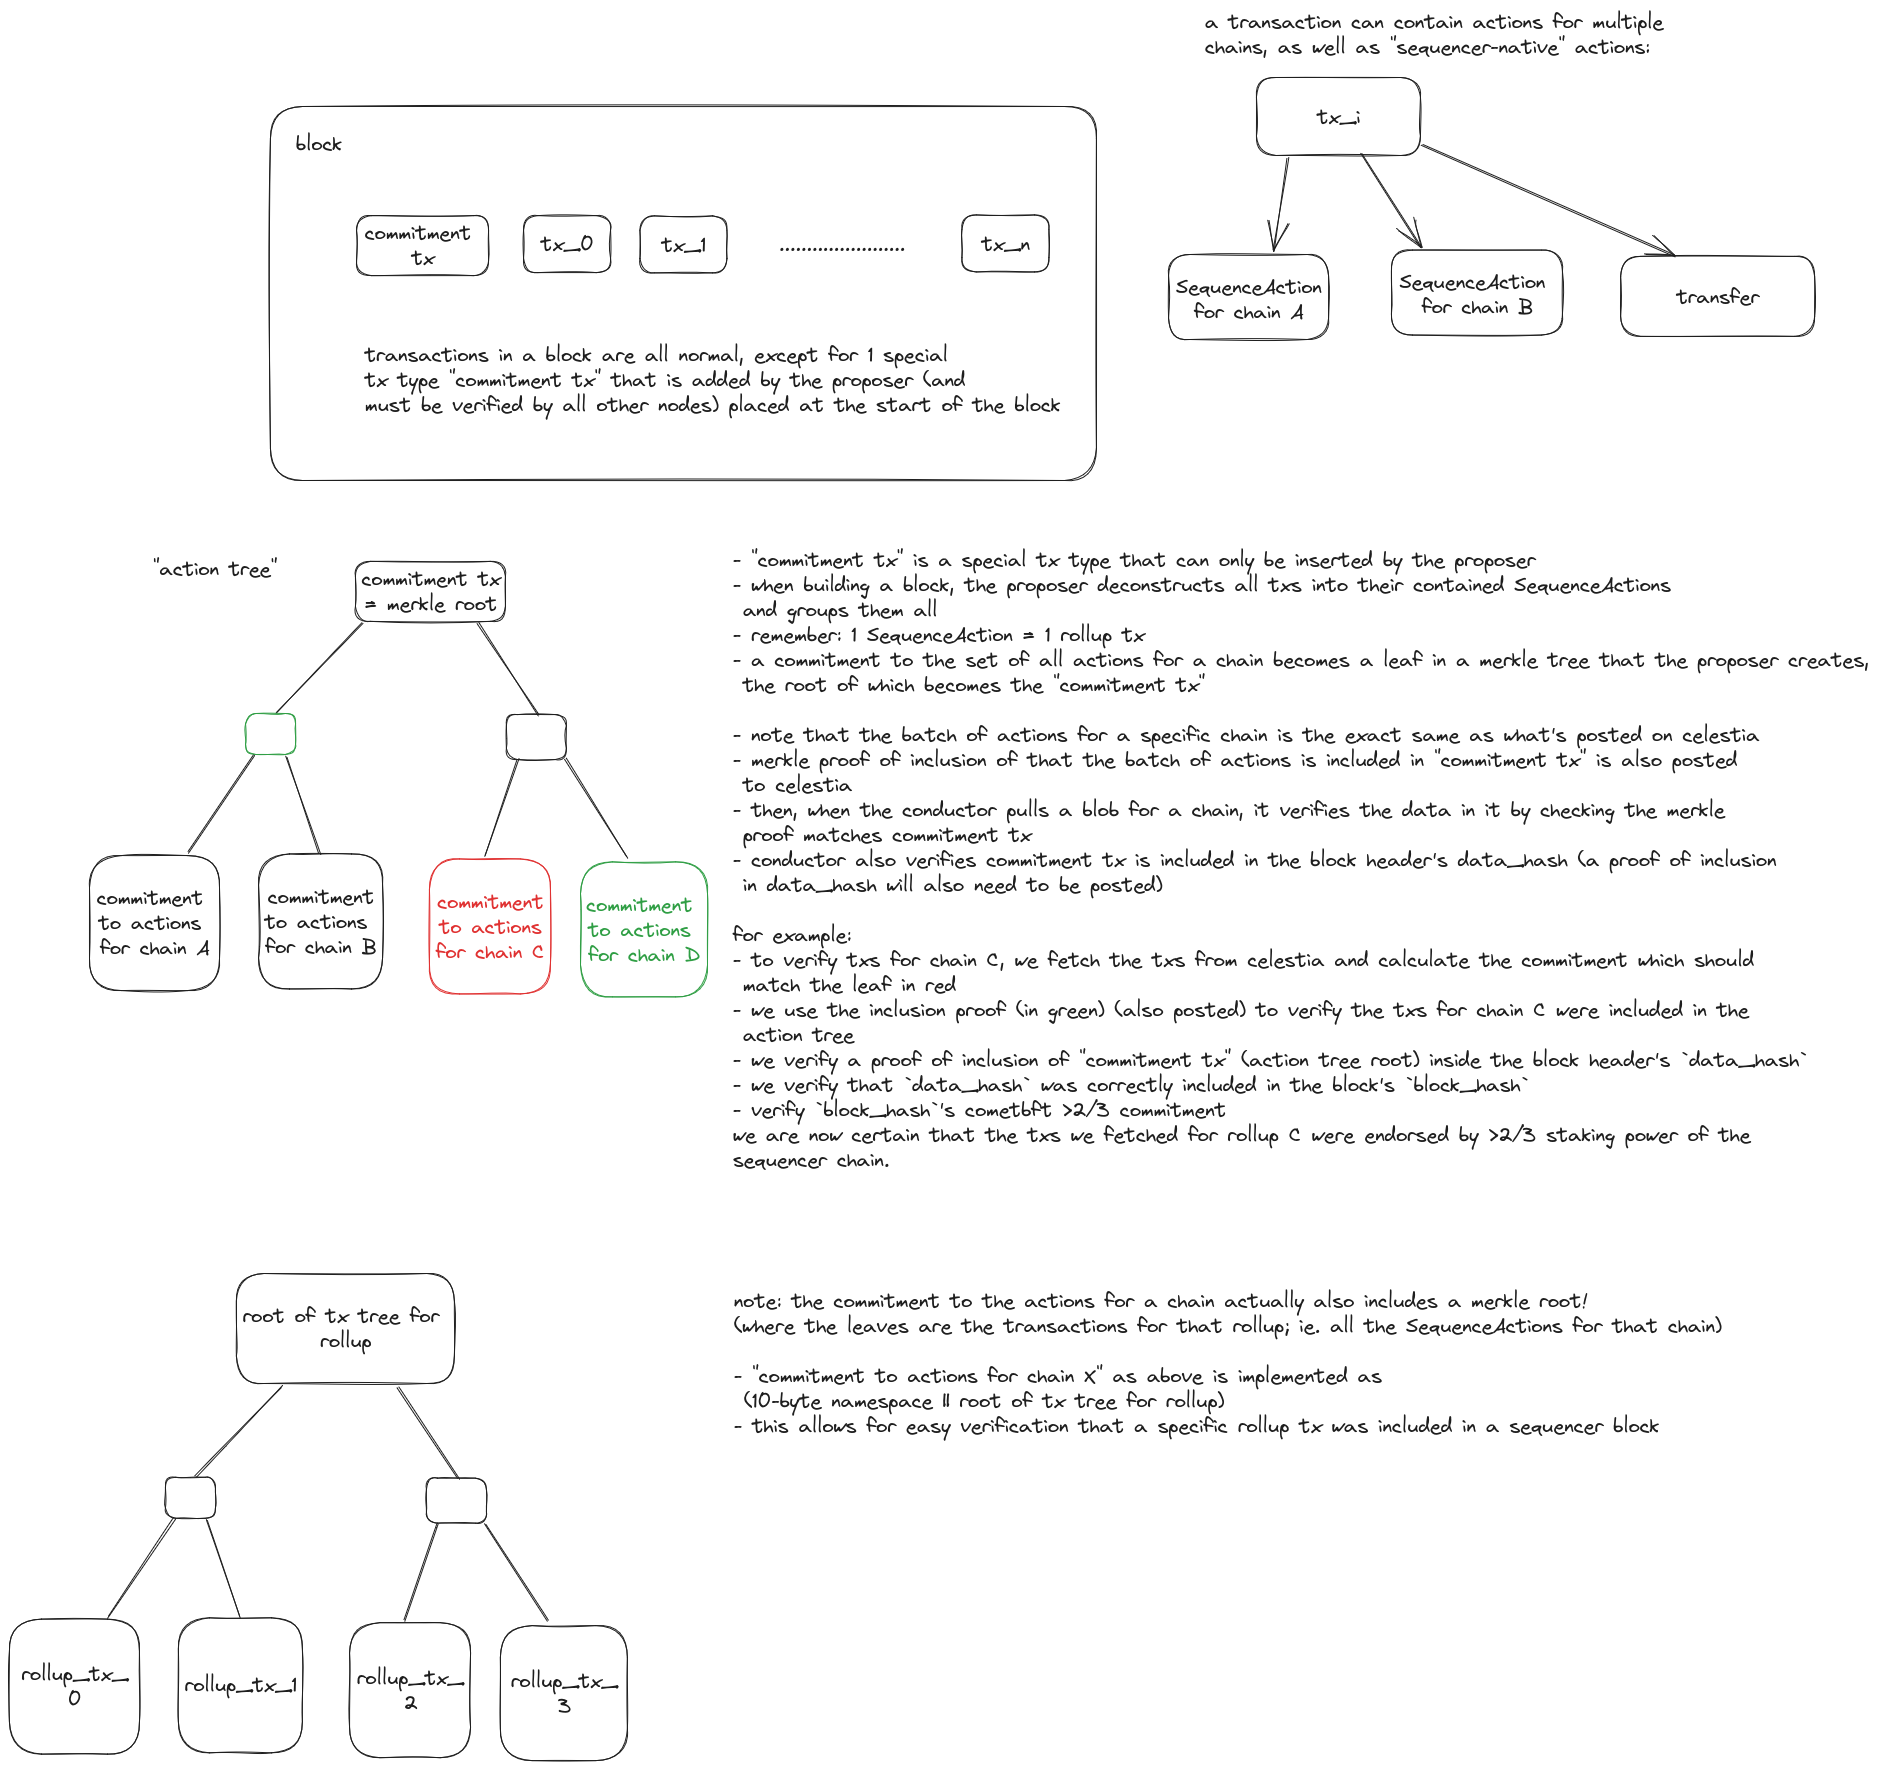 a transaction can contain actions for multiple
chains, as well as "sequencer-native" actions:
tx_i
SequenceAction
for chain A
SequenceAction
for chain B
transfer
block
commitment
tx
tx_0
tx_1
.......................
tx_n
transactions in a block are all normal, except for 1 special
tx type "commitment tx" that is added by the proposer (and
must be verified by all other nodes) placed at the start of the block
"action tree"
commitment tx
= merkle root
commitment
to actions
for chain A
commitment
to actions
for chain B
commitment
to actions
for chain C
commitment
to actions
for chain D
- "commitment tx" is a special tx type that can only be inserted by the proposer
- when building a block, the proposer deconstructs all txs into their contained SequenceActions
and groups them all
- remember: 1 SequenceAction = 1 rollup tx
- a commitment to the set of all actions for a chain becomes a leaf in a merkle tree that the proposer creates,
the root of which becomes the "commitment tx"
- note that the batch of actions for a specific chain is the exact same as what's posted on celestia
- merkle proof of inclusion of that the batch of actions is included in "commitment tx" is also posted
to celestia
- then, when the conductor pulls a blob for a chain, it verifies the data in it by checking the merkle
proof matches commitment tx
- conductor also verifies commitment tx is included in the block header's data_hash (a proof of inclusion
in data_hash will also need to be posted)
for example:
- to verify txs for chain C, we fetch the txs from celestia and calculate the commitment which should
match the leaf in red
- we use the inclusion proof (in green) (also posted) to verify the txs for chain C were included in the
action tree
- we verify a proof of inclusion of "commitment tx" (action tree root) inside the block header's `data_hash`
- we verify that `data_hash` was correctly included in the block's `block_hash`
- verify `block_hash`'s cometbft >2/3 commitment
we are now certain that the txs we fetched for rollup C were endorsed by >2/3 staking power of the
sequencer chain.
root of tx tree for
rollup
rollup_tx_
0
rollup_tx_1
rollup_tx_
2
rollup_tx_
3
note: the commitment to the actions for a chain actually also includes a merkle root!
(where the leaves are the transactions for that rollup; ie. all the SequenceActions for that chain)
- "commitment to actions for chain X" as above is implemented as
(10-byte namespace || root of tx tree for rollup)
- this allows for easy verification that a specific rollup tx was included in a sequencer block